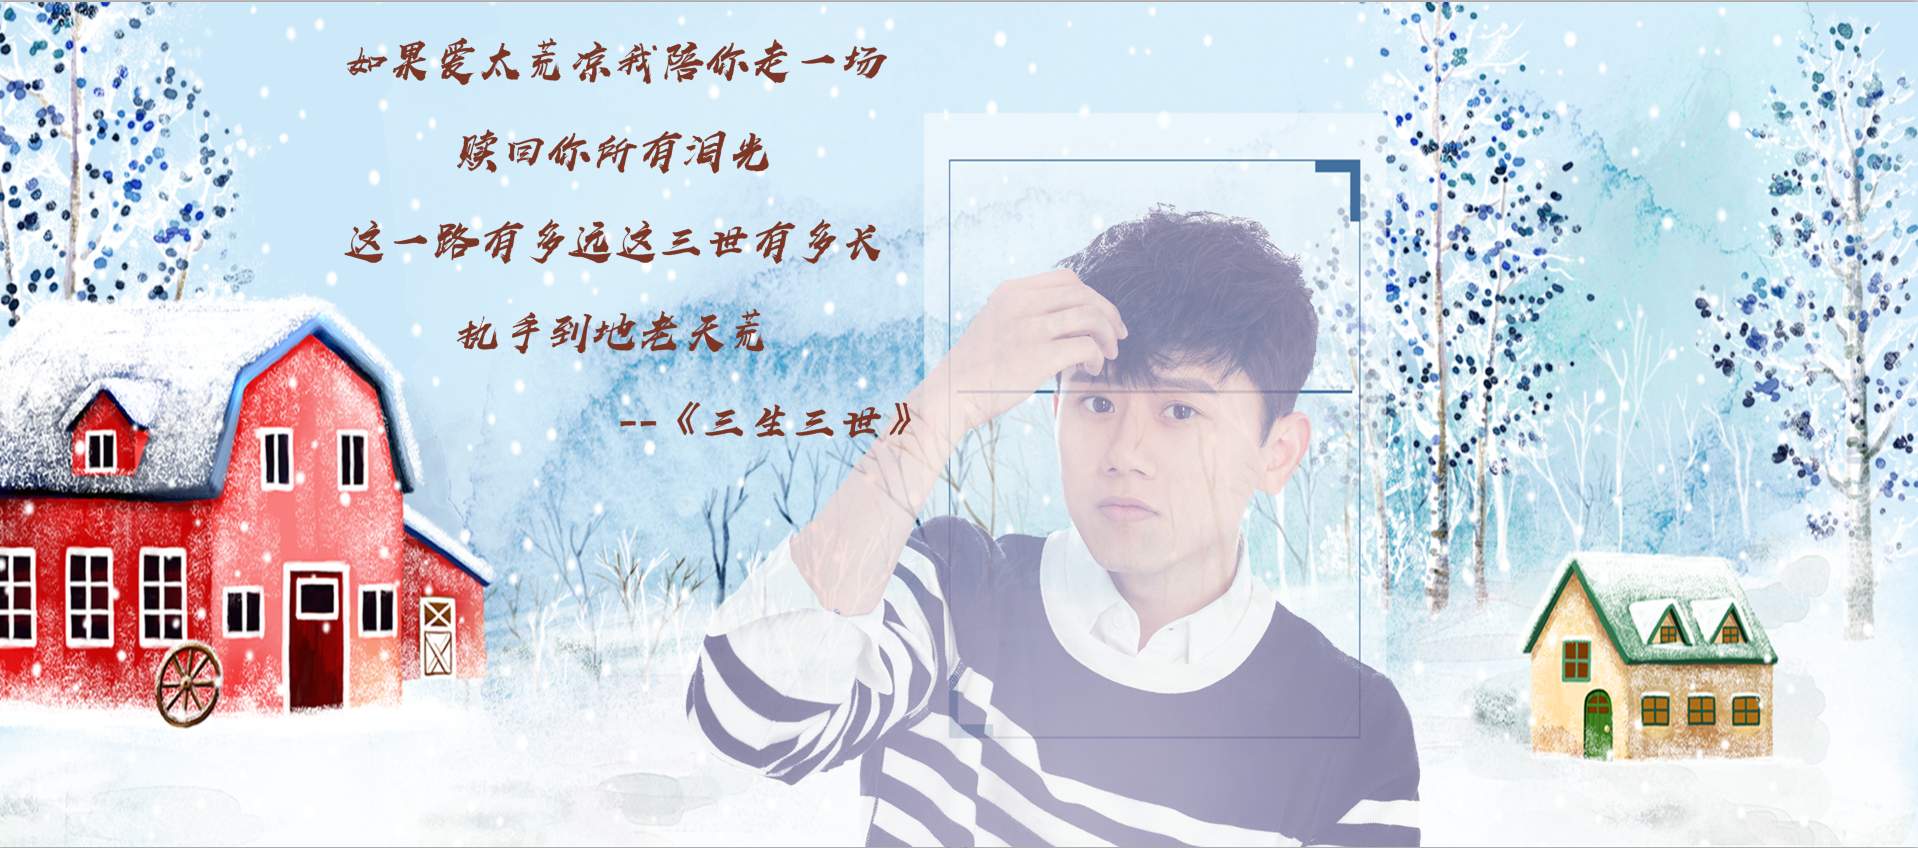 如果爱太荒凉我陪你走一场
赎回你所有泪光
这一路有多远这三世有多长
执手到地老天荒
--《三生三世》